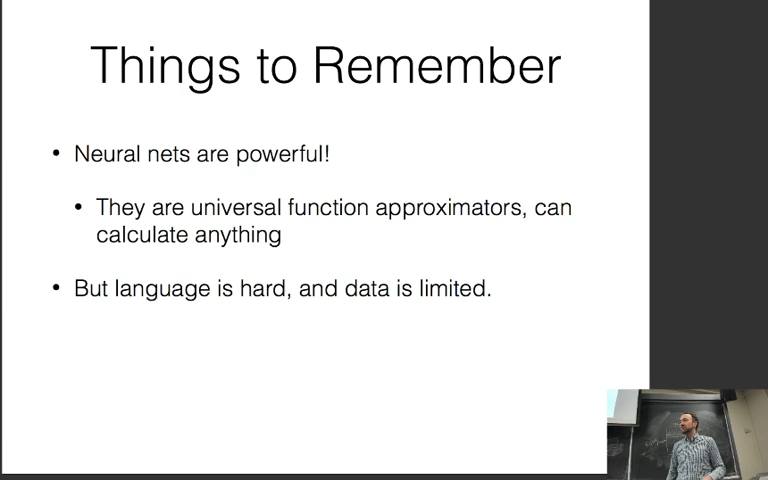 Things to Remember
• Neural nets are powerful!
• They are universal function approximators, can
calculate anything
• But language is hard, and data is limited.